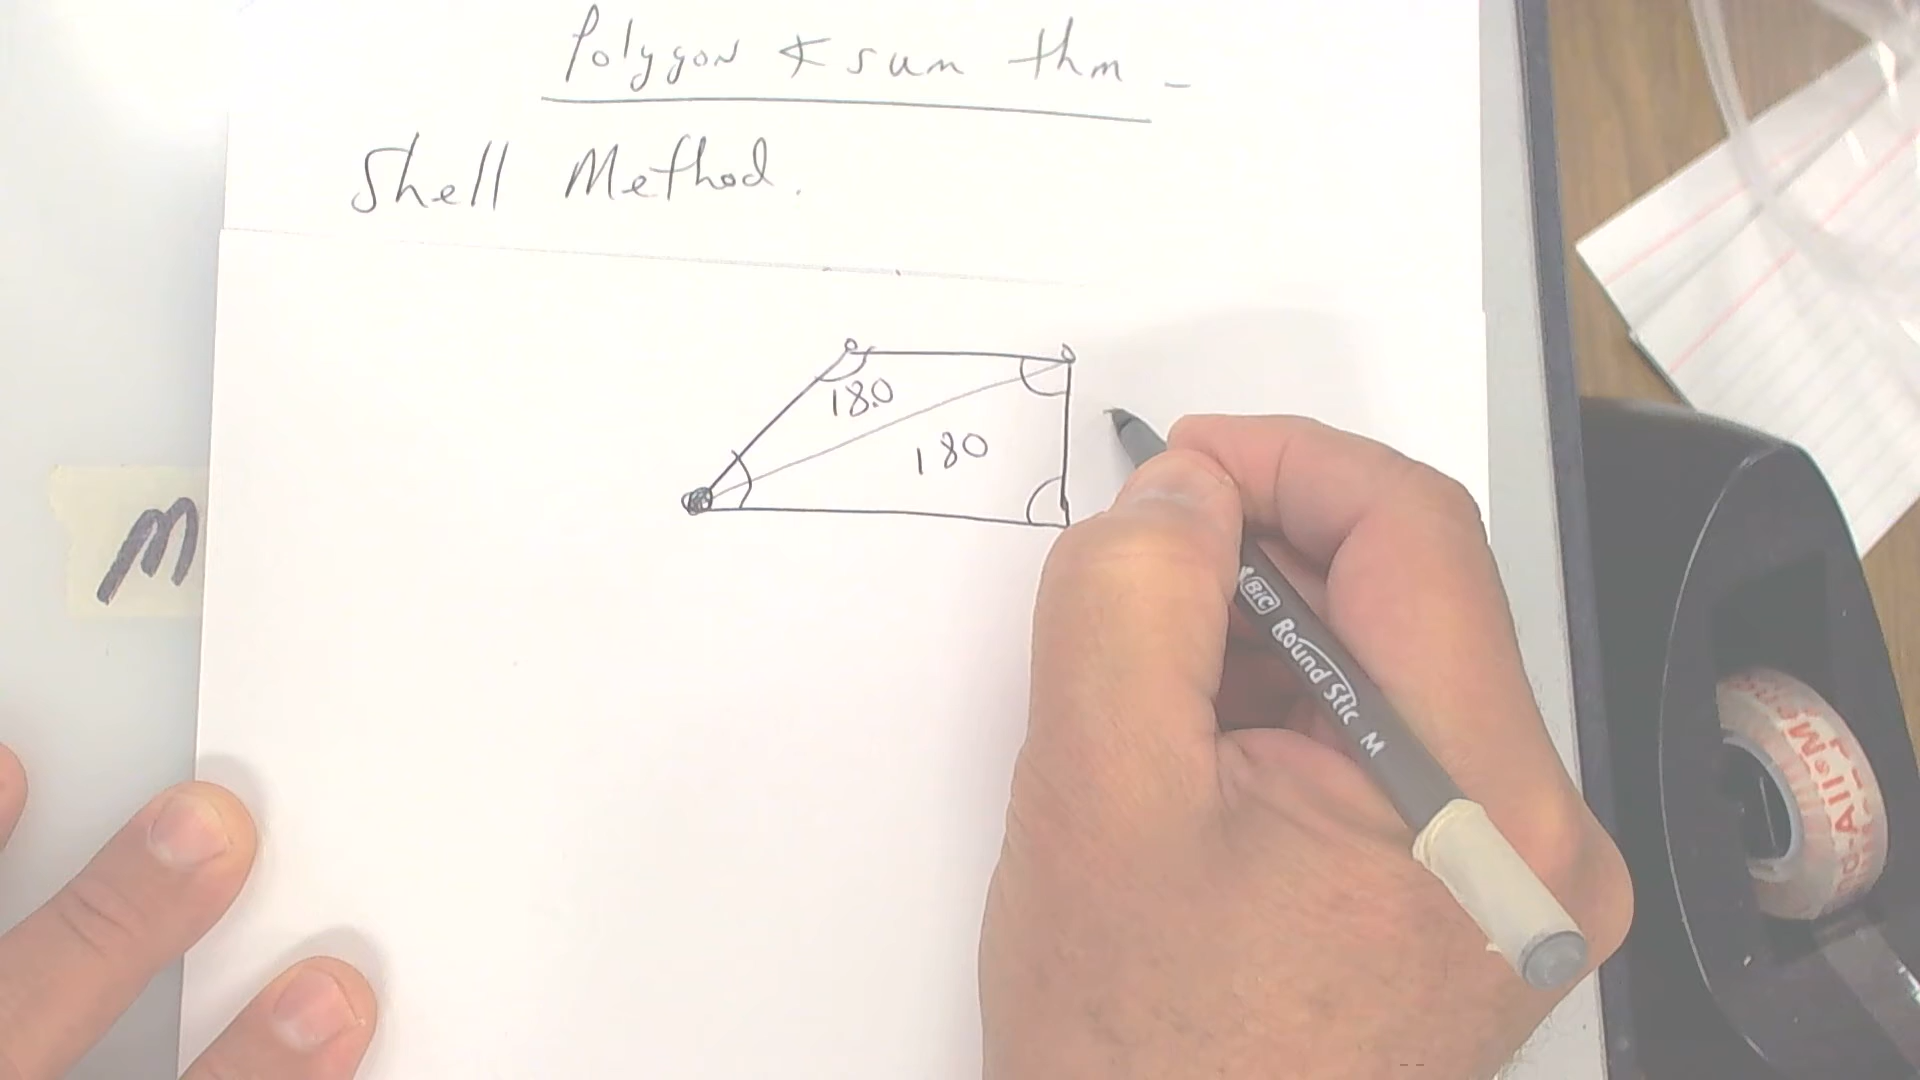 Polygon ∡ sum thm -
Shell Method.
180
180
M
BIC Round Stic M